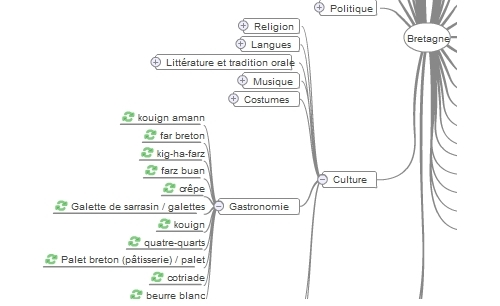 Politique
Bretagne
Religion
Langues
Littérature et tradition orale
Musique
Costumes
Culture
Gastronomie
kouign amann
far breton
kig-ha-farz
farz buan
crêpe
Galette de sarrasin / galettes
kouign
quatre-quarts
Palet breton (pâtisserie) / palet
cotriade
beurre blanc